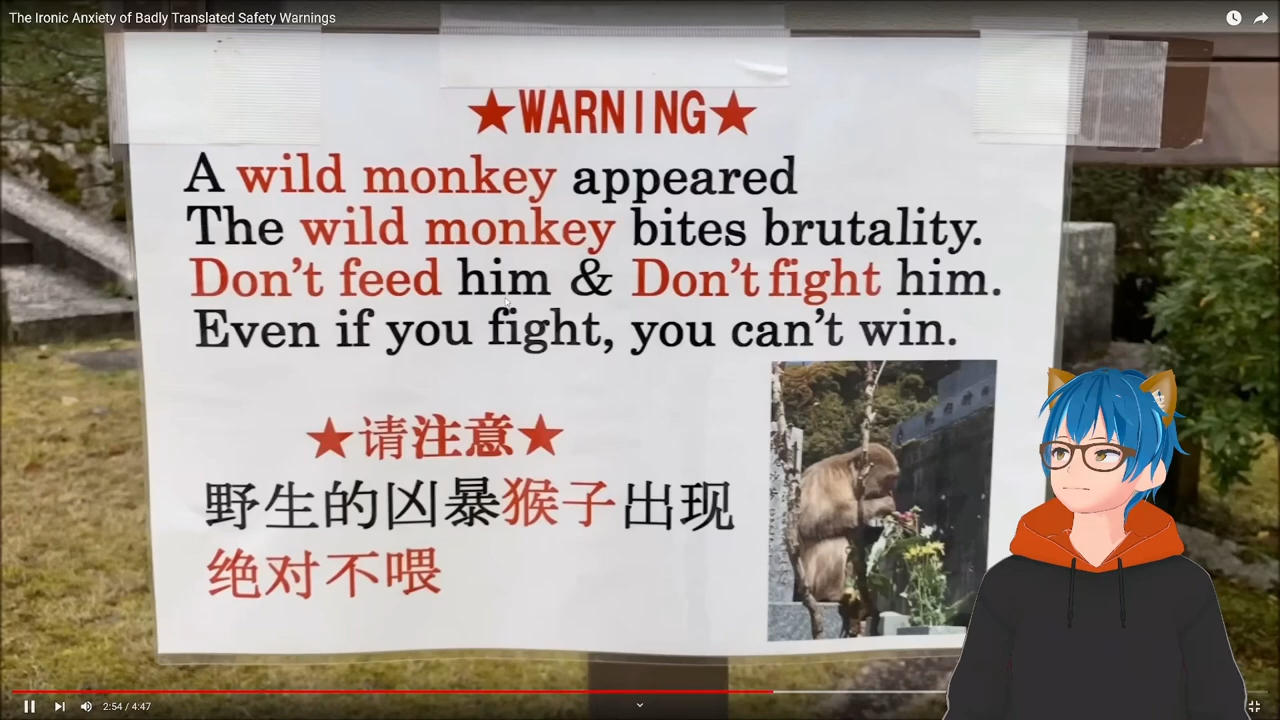 The Ironic Anxiety of Badly Translated Safety Warnings
★WARNING★
A wild monkey appeared
The wild monkey bites brutality.
Don't feed him & Don't fight him.
Even if you fight, you can't win.
★请注意★
野生的凶暴猴子出现
绝对不喂
2:54 / 4:47